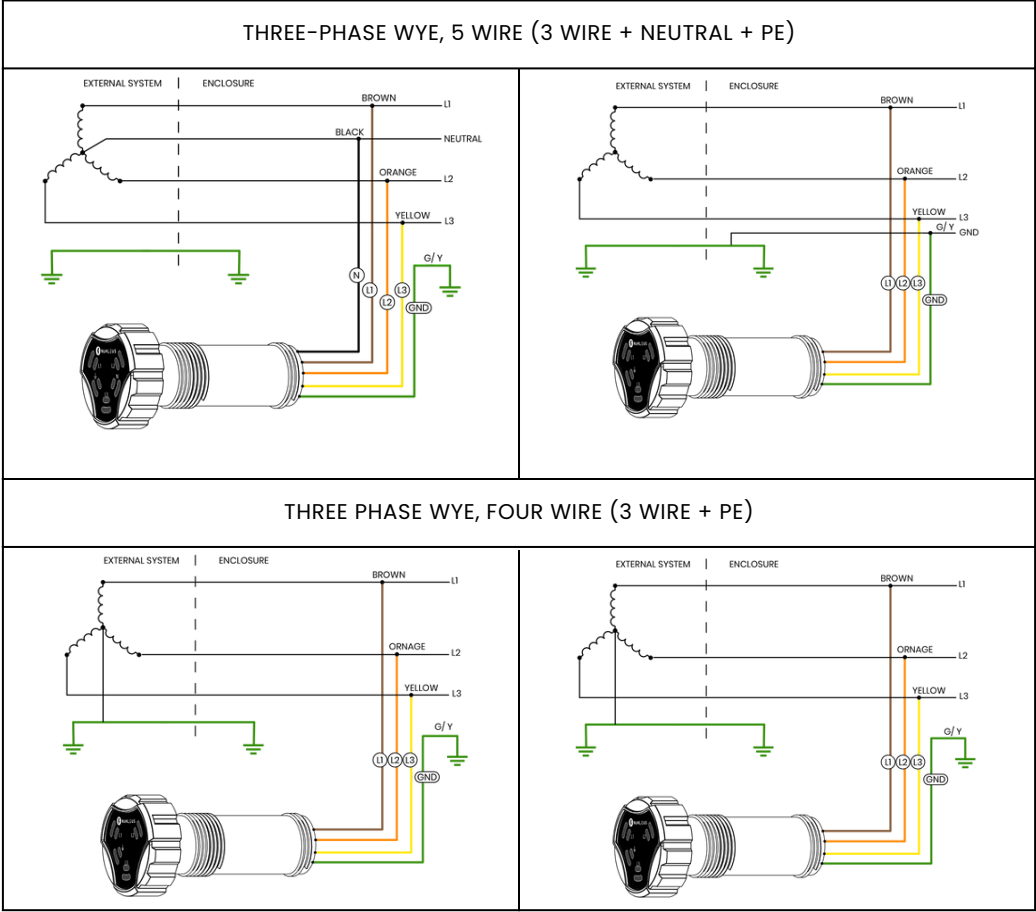 THREE-PHASE WYE, 5 WIRE (3 WIRE + NEUTRAL + PE)
EXTERNAL SYSTEM ENCLOSURE
BROWN
L1
BLACK
NEUTRAL
ORANGE
L2
YELLOW
L3
G/ Y
N
L1
L2
L3
GND
EXTERNAL SYSTEM ENCLOSURE
BROWN
L1
ORANGE
L2
YELLOW
L3
G/ Y
GND
L1 L2 L3
GND
THREE PHASE WYE, FOUR WIRE (3 WIRE + PE)
EXTERNAL SYSTEM ENCLOSURE
BROWN
L1
ORNAGE
L2
YELLOW
L3
G/ Y
L1 L2 L3
GND
EXTERNAL SYSTEM ENCLOSURE
BROWN
L1
ORNAGE
L2
YELLOW
L3
G/ Y
L1 L2 L3
GND